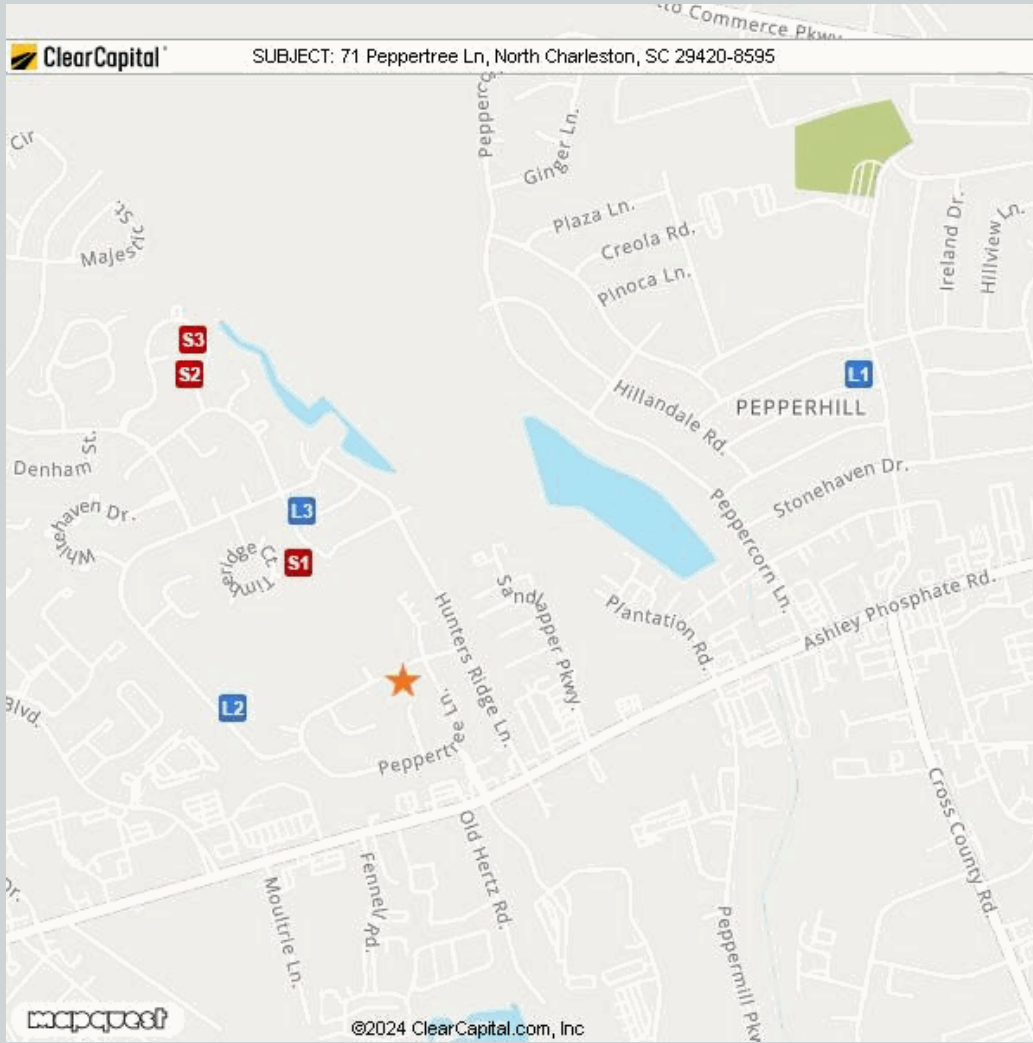 Commerce Pkwy.
ClearCapital
SUBJECT: 71 Peppertree Ln, North Charleston, SC 29420-8595
Cir
Ginger Ln.
Majestic St.
Plaza Ln.
Creola Rd.
Pinoca Ln.
Ireland Dr.
Hillview Ln.
S3
S2
L1
Hillandale Rd.
PEPPERHILL
Denham St.
Stonehaven Dr.
Whitehaven Dr.
L3
Peppercorn Ln.
Timberidge Ct.
S1
Sandlapper Pkwy.
Plantation Rd.
Ashley Phosphate Rd.
Hunters Ridge Ln.
L2
Blvd.
Peppertree Ln.
Cross County Rd.
Old Hertz Rd.
Dr.
Moultrie Ln.
Fennel Rd.
Peppermill Pkw
mapquest
©2024 ClearCapital.com, Inc